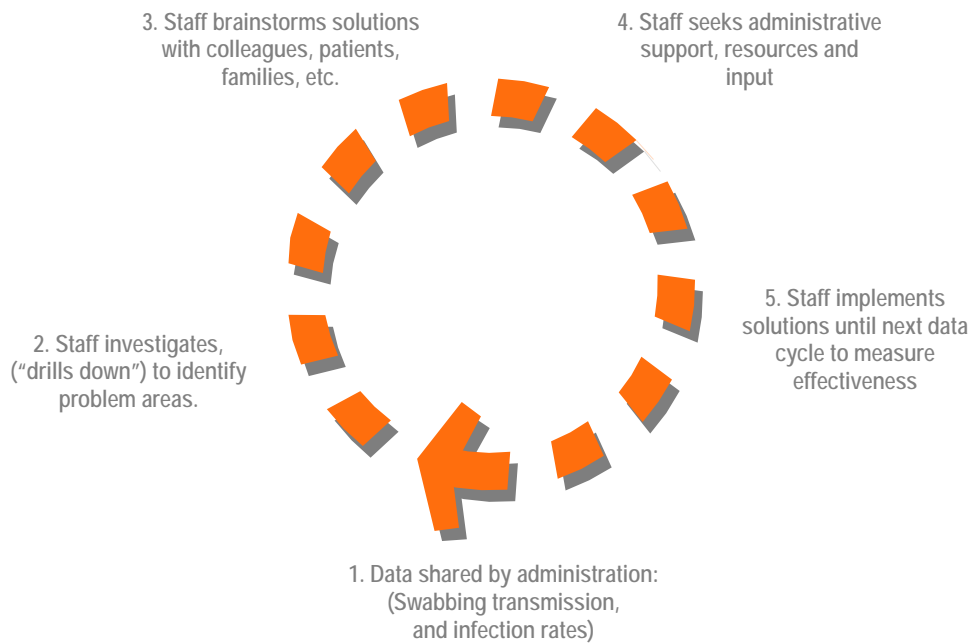 3. Staff brainstorms solutions
with colleagues, patients,
families, etc.
4. Staff seeks administrative
support, resources and
input
5. Staff implements
solutions until next data
cycle to measure
effectiveness
2. Staff investigates,
(“drills down”) to identify
problem areas.
1. Data shared by administration:
(Swabbing transmission,
and infection rates)